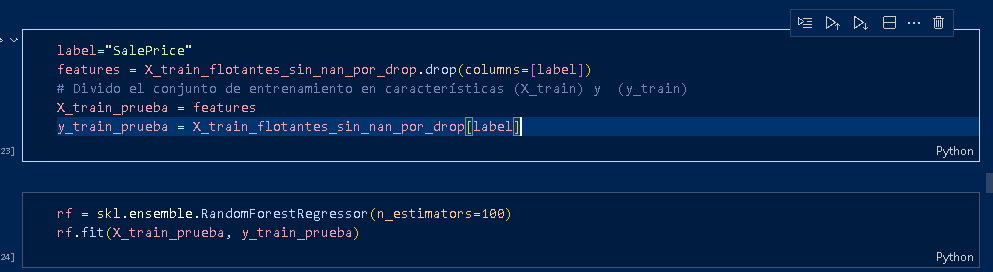 label="SalePrice"
features = X_train_flotantes_sin_nan_por_drop.drop(columns=[label])
# Divido el conjunto de entrenamiento en características (X_train) y  (y_train)
X_train_prueba = features
y_train_prueba = X_train_flotantes_sin_nan_por_drop[label]
23]
Python
rf = skl.ensemble.RandomForestRegressor(n_estimators=100)
rf.fit(X_train_prueba, y_train_prueba)
24]
Python